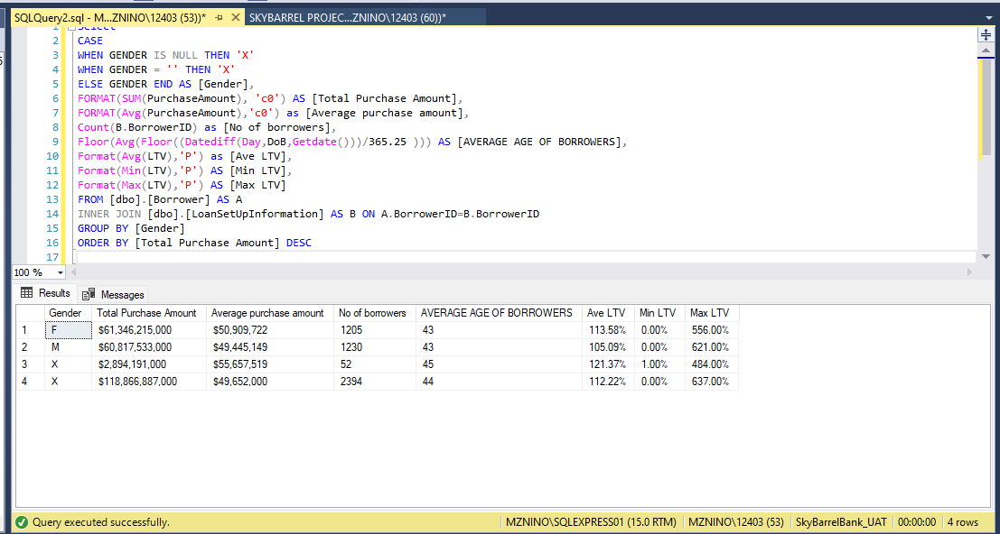 SQLQuery2.sql - M...ZNINO\12403 (53))* SKYBARREL PROJEC...ZNINO\12403 (60))*
1 Select
2 CASE
3 WHEN GENDER IS NULL THEN 'X'
4 WHEN GENDER = '' THEN 'X'
5 ELSE GENDER END AS [Gender],
6 FORMAT(SUM(PurchaseAmount), 'c0') AS [Total Purchase Amount],
7 FORMAT(Avg(PurchaseAmount),'c0') as [Average purchase amount],
8 Count(B.BorrowerID) as [No of borrowers],
9 Floor(Avg(Floor((Datediff(Day,DoB,Getdate()))/365.25 ))) AS [AVERAGE AGE OF BORROWERS],
10 Format(Avg(LTV),'P') as [Ave LTV],
11 Format(Min(LTV),'P') AS [Min LTV],
12 Format(Max(LTV),'P') AS [Max LTV]
13 FROM [dbo].[Borrower] AS A
14 INNER JOIN [dbo].[LoanSetUpInformation] AS B ON A.BorrowerID=B.BorrowerID
15 GROUP BY [Gender]
16 ORDER BY [Total Purchase Amount] DESC
17
100 %
Results Messages
Gender Total Purchase Amount Average purchase amount No of borrowers AVERAGE AGE OF BORROWERS Ave LTV Min LTV Max LTV
1 F $61,346,215,000 $50,909,722 1205 43 113.58% 0.00% 556.00%
2 M $60,817,533,000 $49,445,149 1230 43 105.09% 0.00% 621.00%
3 X $2,894,191,000 $55,657,519 52 45 121.37% 1.00% 484.00%
4 X $118,866,887,000 $49,652,000 2394 44 112.22% 0.00% 637.00%
Query executed successfully. MZNINO\SQLEXPRESS01 (15.0 RTM) MZNINO\12403 (53) SkyBarrelBank_UAT 00:00:00 4 rows